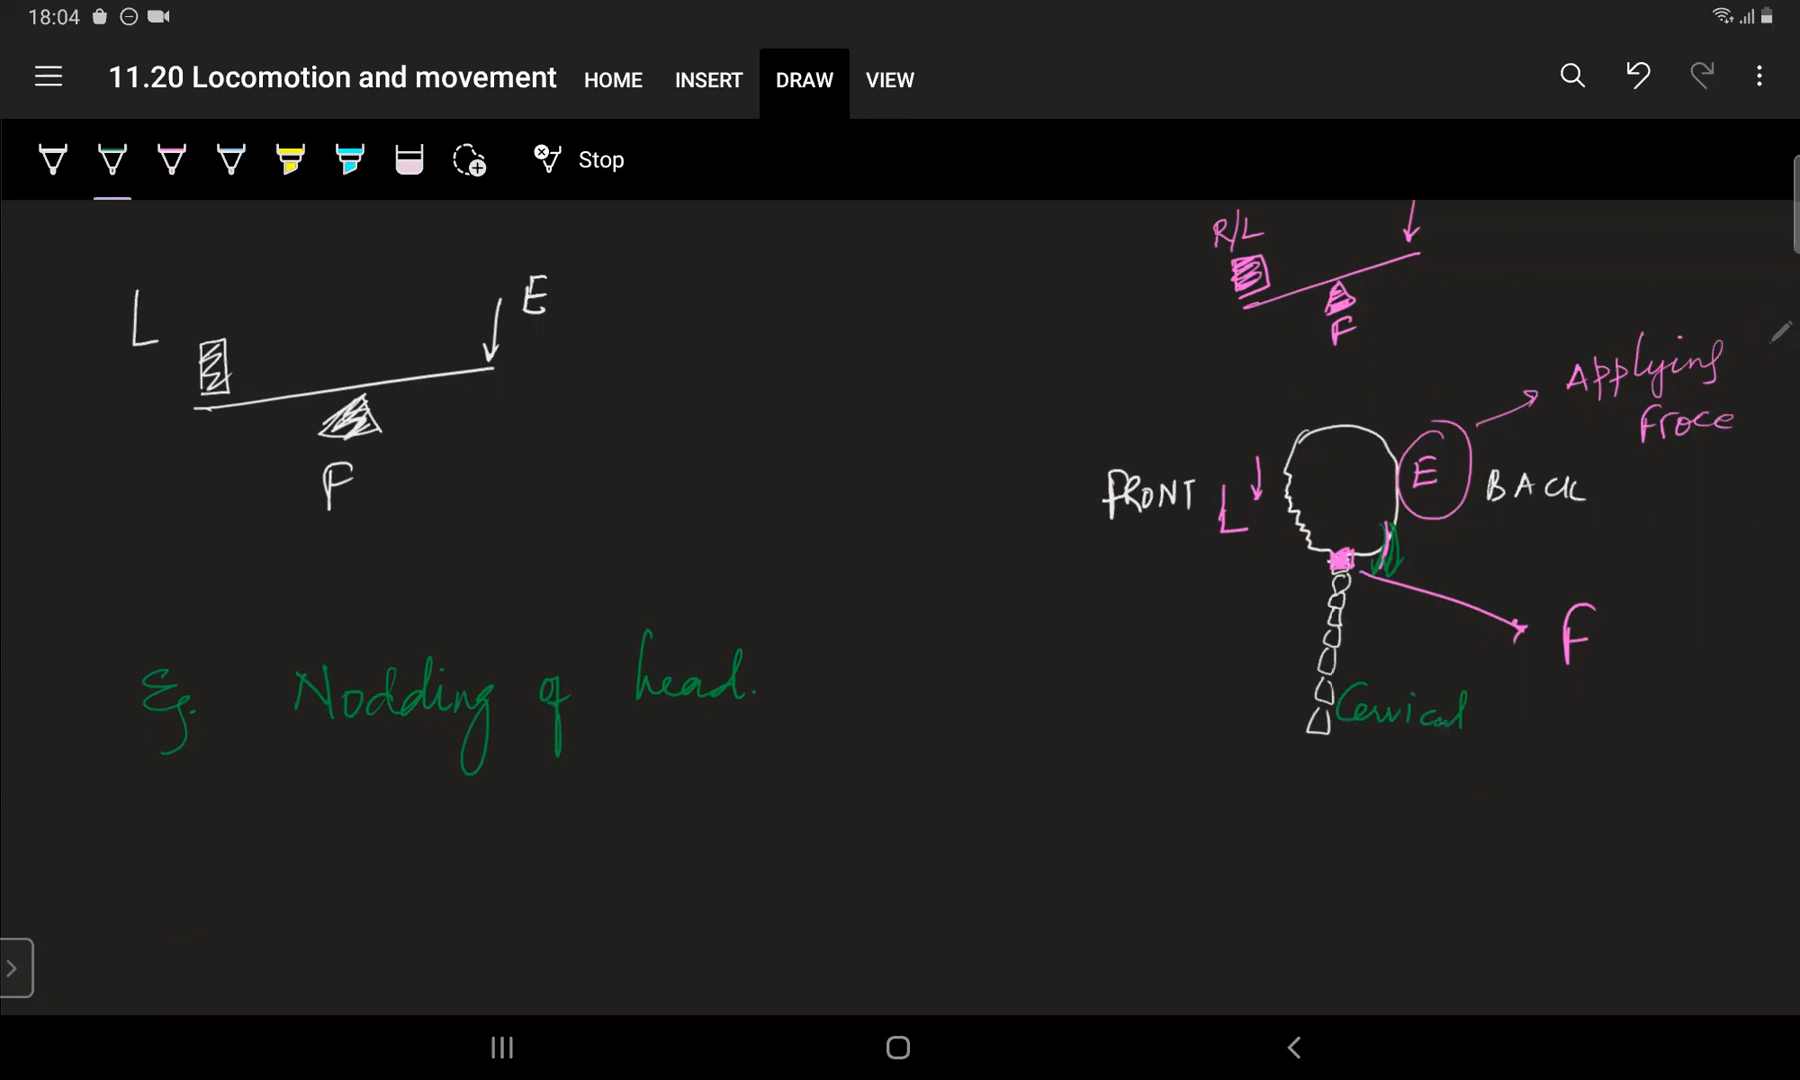 18:04
11.20 Locomotion and movement HOME INSERT DRAW VIEW
Stop
L
E
F
Eg. Nodding of head.
R/L
F
Applying
Froce
FRONT L E BACK
F
Cervical